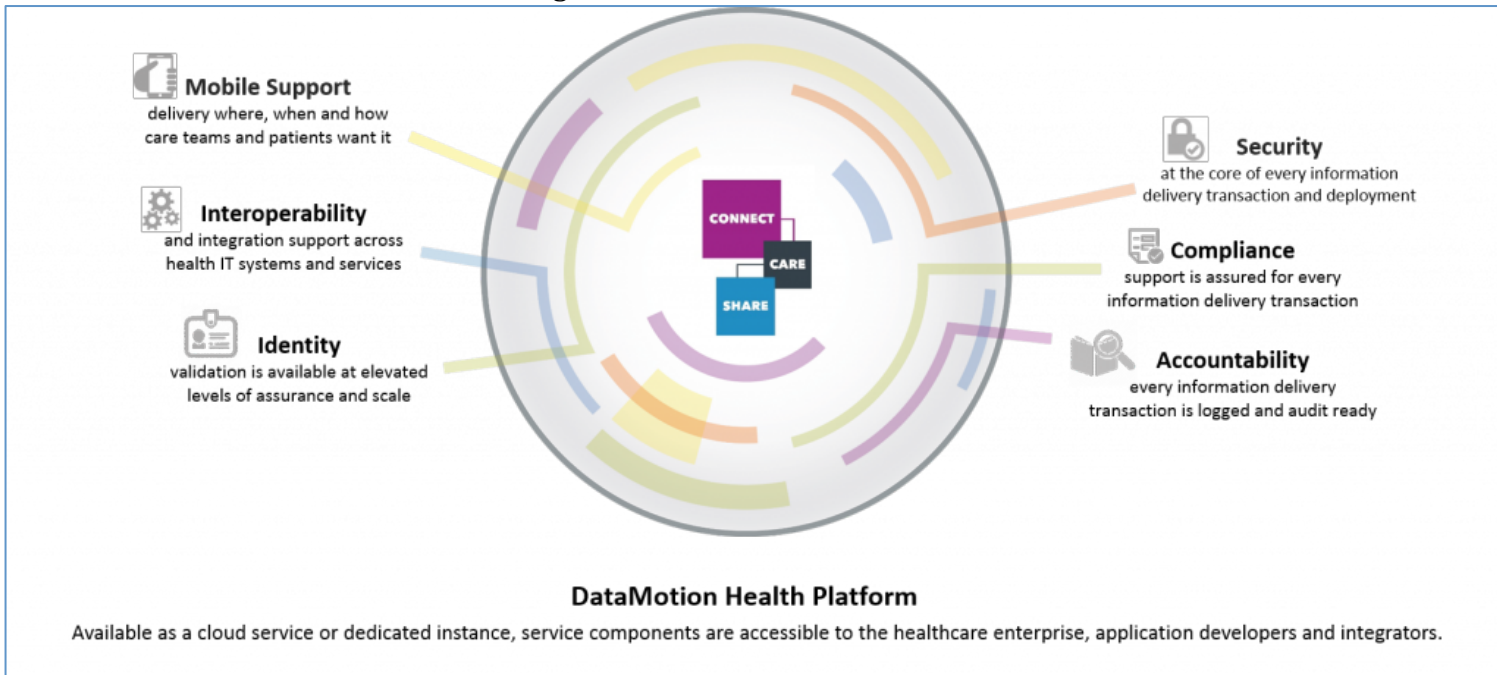 Mobile Support
delivery where, when and how
care teams and patients want it
Interoperability
and integration support across
health IT systems and services
Identity
validation is available at elevated
levels of assurance and scale
CONNECT
CARE
SHARE
Security
at the core of every information
delivery transaction and deployment
Compliance
support is assured for every
information delivery transaction
Accountability
every information delivery
transaction is logged and audit ready
DataMotion Health Platform
Available as a cloud service or dedicated instance, service components are accessible to the healthcare enterprise, application developers and integrators.